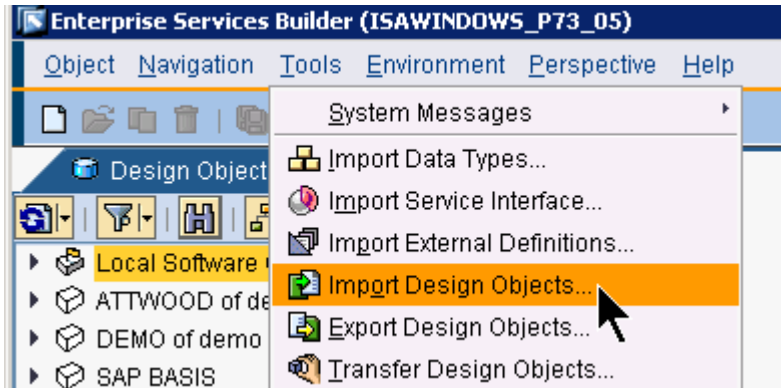 Enterprise Services Builder (ISAWINDOWS_P73_05)
Object Navigation Tools Environment Perspective Help
System Messages
Design Object
Import Data Types...
Import Service Interface...
Import External Definitions...
Local Software
Import Design Objects...
ATTWOOD of de
Export Design Objects...
DEMO of demo
Transfer Design Objects...
SAP BASIS